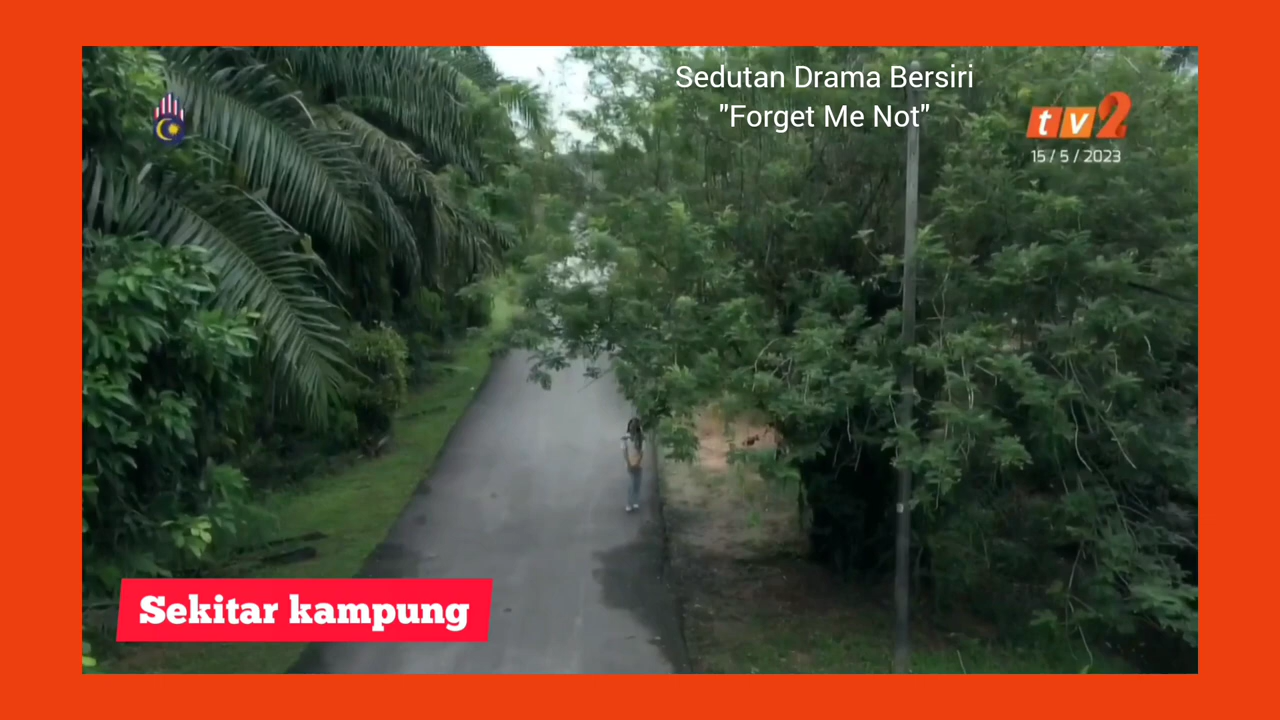 Sedutan Drama Bersiri
"Forget Me Not"
tv2
15/5/2023
Sekitar kampung